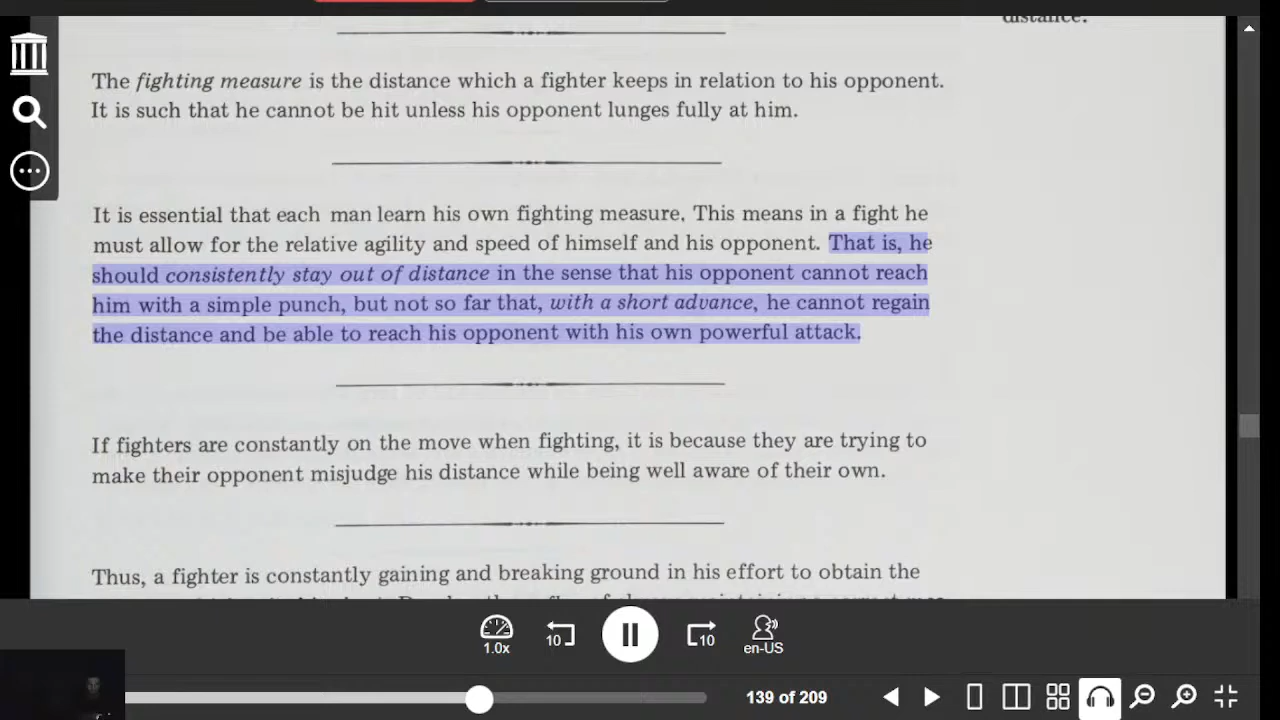 distance.
The fighting measure is the distance which a fighter keeps in relation to his opponent.
It is such that he cannot be hit unless his opponent lunges fully at him.
It is essential that each man learn his own fighting measure. This means in a fight he
must allow for the relative agility and speed of himself and his opponent. That is, he
should consistently stay out of distance in the sense that his opponent cannot reach
him with a simple punch, but not so far that, with a short advance, he cannot regain
the distance and be able to reach his opponent with his own powerful attack.
If fighters are constantly on the move when fighting, it is because they are trying to
make their opponent misjudge his distance while being well aware of their own.
Thus, a fighter is constantly gaining and breaking ground in his effort to obtain the
1.0x
10
10
en-US
139 of 209